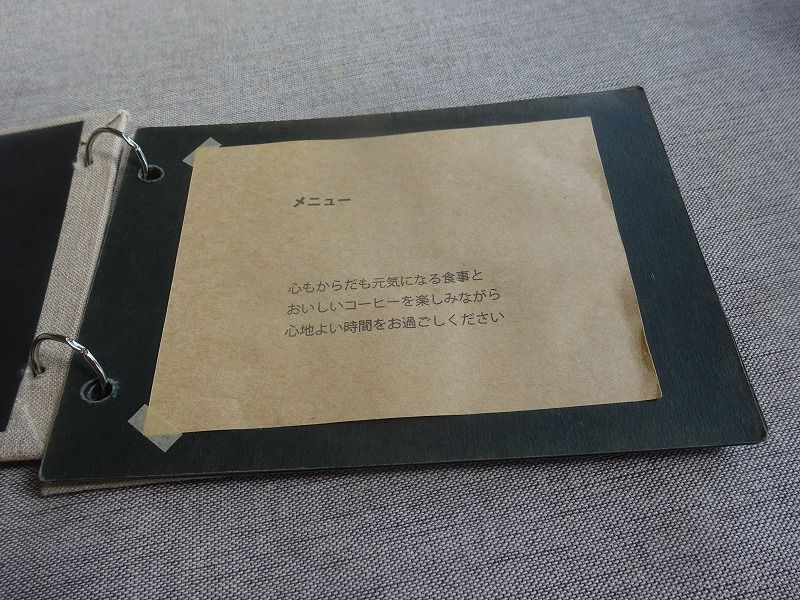 メニュー
心もからだも元気になる食事と
おいしいコーヒーを楽しみながら
心地よい時間をお過ごしください